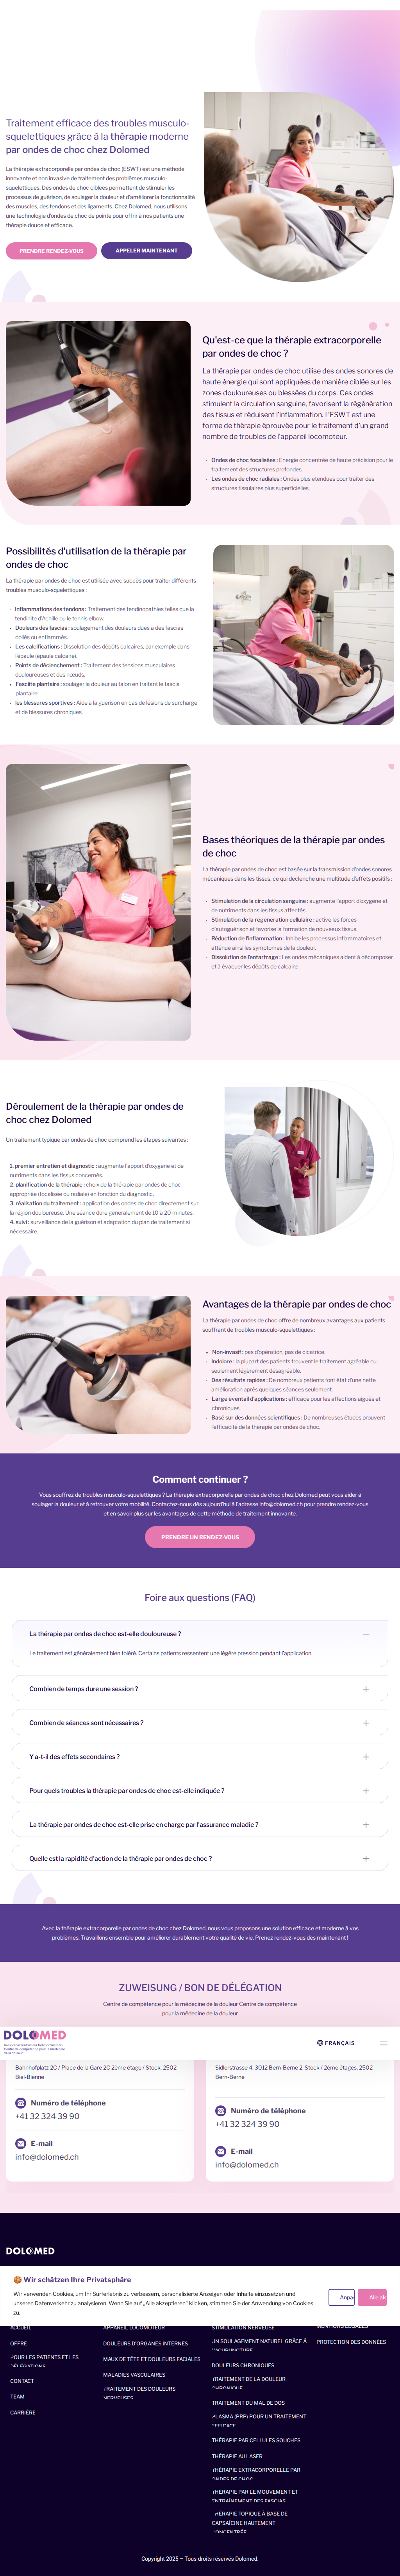 Traitement efficace des troubles musculo-
squelettiques grâce à la thérapie moderne
par ondes de choc chez Dolomed
La thérapie extracorporelle par ondes de choc (ESWT) est une méthode
innovante et non invasive de traitement des problèmes musculo-
squelettiques. Des ondes de choc ciblées permettent de stimuler les
processus de guérison, de soulager la douleur et d'améliorer la fonctionnalité
des muscles, des tendons et des ligaments. Chez Dolomed, nous utilisons
une technologie d'ondes de choc de pointe pour offrir à nos patients une
thérapie douce et efficace.
PRENDRE RENDEZ-VOUS
APPELER MAINTENANT
Qu'est-ce que la thérapie extracorporelle
par ondes de choc ?
La thérapie par ondes de choc utilise des ondes sonores de
haute énergie qui sont appliquées de manière ciblée sur les
zones douloureuses ou blessées du corps. Ces ondes
stimulent la circulation sanguine, favorisent la régénération
des tissus et réduisent l'inflammation. L'ESWT est une
forme de thérapie éprouvée pour le traitement d'un grand
nombre de troubles de l'appareil locomoteur.
Ondes de choc focalisées : Énergie concentrée de haute précision pour le
traitement des structures profondes.
Les ondes de choc radiales : Ondes plus étendues pour traiter des
structures tissulaires plus superficielles.
Possibilités d'utilisation de la thérapie par
ondes de choc
La thérapie par ondes de choc est utilisée avec succès pour traiter différents
troubles musculo-squelettiques :
Inflammations des tendons : Traitement des tendinopathies telles que la
tendinite d'Achille ou le tennis elbow.
Douleurs des fascias : soulagement des douleurs dues à des fascias
collés ou enflammés.
Les calcifications : Dissolution des dépôts calcaires, par exemple dans
l'épaule (épaule calcaire).
Points de déclenchement : Traitement des tensions musculaires
douloureuses et des nœuds.
Fasciite plantaire : soulager la douleur au talon en traitant le fascia
plantaire.
les blessures sportives : Aide à la guérison en cas de lésions de surcharge
et de blessures chroniques.
Bases théoriques de la thérapie par ondes
de choc
La thérapie par ondes de choc est basée sur la transmission d'ondes sonores
mécaniques dans les tissus, ce qui déclenche une multitude d'effets positifs :
Stimulation de la circulation sanguine : augmente l'apport d'oxygène et
de nutriments dans les tissus affectés.
Stimulation de la régénération cellulaire : active les forces
d'autoguérison et favorise la formation de nouveaux tissus.
Réduction de l'inflammation : Inhibe les processus inflammatoires et
atténue ainsi les symptômes de la douleur.
Dissolution de l'entartrage : Les ondes mécaniques aident à décomposer
et à évacuer les dépôts de calcaire.
Déroulement de la thérapie par ondes de
choc chez Dolomed
Un traitement typique par ondes de choc comprend les étapes suivantes :
1. premier entretien et diagnostic : augmente l'apport d'oxygène et de
nutriments dans les tissus concernés.
2. planification de la thérapie : choix de la thérapie par ondes de choc
appropriée (focalisée ou radiale) en fonction du diagnostic.
3. réalisation du traitement : application des ondes de choc directement sur
la région douloureuse. Une séance dure généralement de 10 à 20 minutes.
4. suivi : surveillance de la guérison et adaptation du plan de traitement si
nécessaire.
Avantages de la thérapie par ondes de choc
La thérapie par ondes de choc offre de nombreux avantages aux patients
souffrant de troubles musculo-squelettiques :
Non-invasif : pas d'opération, pas de cicatrice.
Indolore : la plupart des patients trouvent le traitement agréable ou
seulement légèrement désagréable.
Des résultats rapides : De nombreux patients font état d'une nette
amélioration après quelques séances seulement.
Large éventail d'applications : efficace pour les affections aiguës et
chroniques.
Basé sur des données scientifiques : De nombreuses études prouvent
l'efficacité de la thérapie par ondes de choc.
Comment continuer ?
Vous souffrez de troubles musculo-squelettiques ? La thérapie extracorporelle par ondes de choc chez Dolomed peut vous aider à
soulager la douleur et à retrouver votre mobilité. Contactez-nous dès aujourd'hui à l'adresse info@dolomed.ch pour prendre rendez-vous
et en savoir plus sur les avantages de cette méthode de traitement innovante.
PRENDRE UN RENDEZ-VOUS
Foire aux questions (FAQ)
La thérapie par ondes de choc est-elle douloureuse ?
Le traitement est généralement bien toléré. Certains patients ressentent une légère pression pendant l'application.
Combien de temps dure une session ?
Combien de séances sont nécessaires ?
Y a-t-il des effets secondaires ?
Pour quels troubles la thérapie par ondes de choc est-elle indiquée ?
La thérapie par ondes de choc est-elle prise en charge par l'assurance maladie ?
Quelle est la rapidité d'action de la thérapie par ondes de choc ?
Avec la thérapie extracorporelle par ondes de choc chez Dolomed, nous vous proposons une solution efficace et moderne à vos
problèmes. Travaillons ensemble pour améliorer durablement votre qualité de vie. Prenez rendez-vous dès maintenant !
ZUWEISUNG / BON DE DÉLÉGATION
Centre de compétence pour la médecine de la douleur Centre de compétence
pour la médecine de la douleur
DOLOMED
FRANÇAIS
Bahnhofplatz 2C / Place de la Gare 2C 2ème étage / Stock, 2502
Biel-Bienne
Numéro de téléphone
+41 32 324 39 90
E-mail
info@dolomed.ch
Sidlerstrasse 4, 3012 Bern-Berne 2. Stock / 2ème étages, 2502
Bern-Berne
Numéro de téléphone
+41 32 324 39 90
E-mail
info@dolomed.ch
DOLOMED
🍪 Wir schätzen Ihre Privatsphäre
Wir verwenden Cookies, um Ihr Surferlebnis zu verbessern, personalisierte Anzeigen oder Inhalte einzusetzen und
unseren Datenverkehr zu analysieren. Wenn Sie auf „Alle akzeptieren" klicken, stimmen Sie der Anwendung von Cookies
zu.
ACCUEIL
OFFRE
POUR LES PATIENTS ET LES
DÉLÉGATIONS
CONTACT
TEAM
CARRIÈRE
APPAREIL LOCOMOTEUR
DOULEURS D'ORGANES INTERNES
MAUX DE TÊTE ET DOULEURS FACIALES
MALADIES VASCULAIRES
TRAITEMENT DES DOULEURS
NERVEUSES
STIMULATION NERVEUSE
UN SOULAGEMENT NATUREL GRÂCE À
L'ACUPUNCTURE
DOULEURS CHRONIQUES
TRAITEMENT DE LA DOULEUR
CHRONIQUE
TRAITEMENT DU MAL DE DOS
PLASMA (PRP) POUR UN TRAITEMENT
EFFICACE
THÉRAPIE PAR CELLULES SOUCHES
THÉRAPIE AU LASER
THÉRAPIE EXTRACORPORELLE PAR
ONDES DE CHOC
THÉRAPIE PAR LE MOUVEMENT ET
ENTRAÎNEMENT DES FASCIAS
THÉRAPIE TOPIQUE À BASE DE
CAPSAÏCINE HAUTEMENT
CONCENTRÉE
MENTIONS LÉGALES
PROTECTION DES DONNÉES
Copyright 2025 – Tous droits réservés Dolomed.